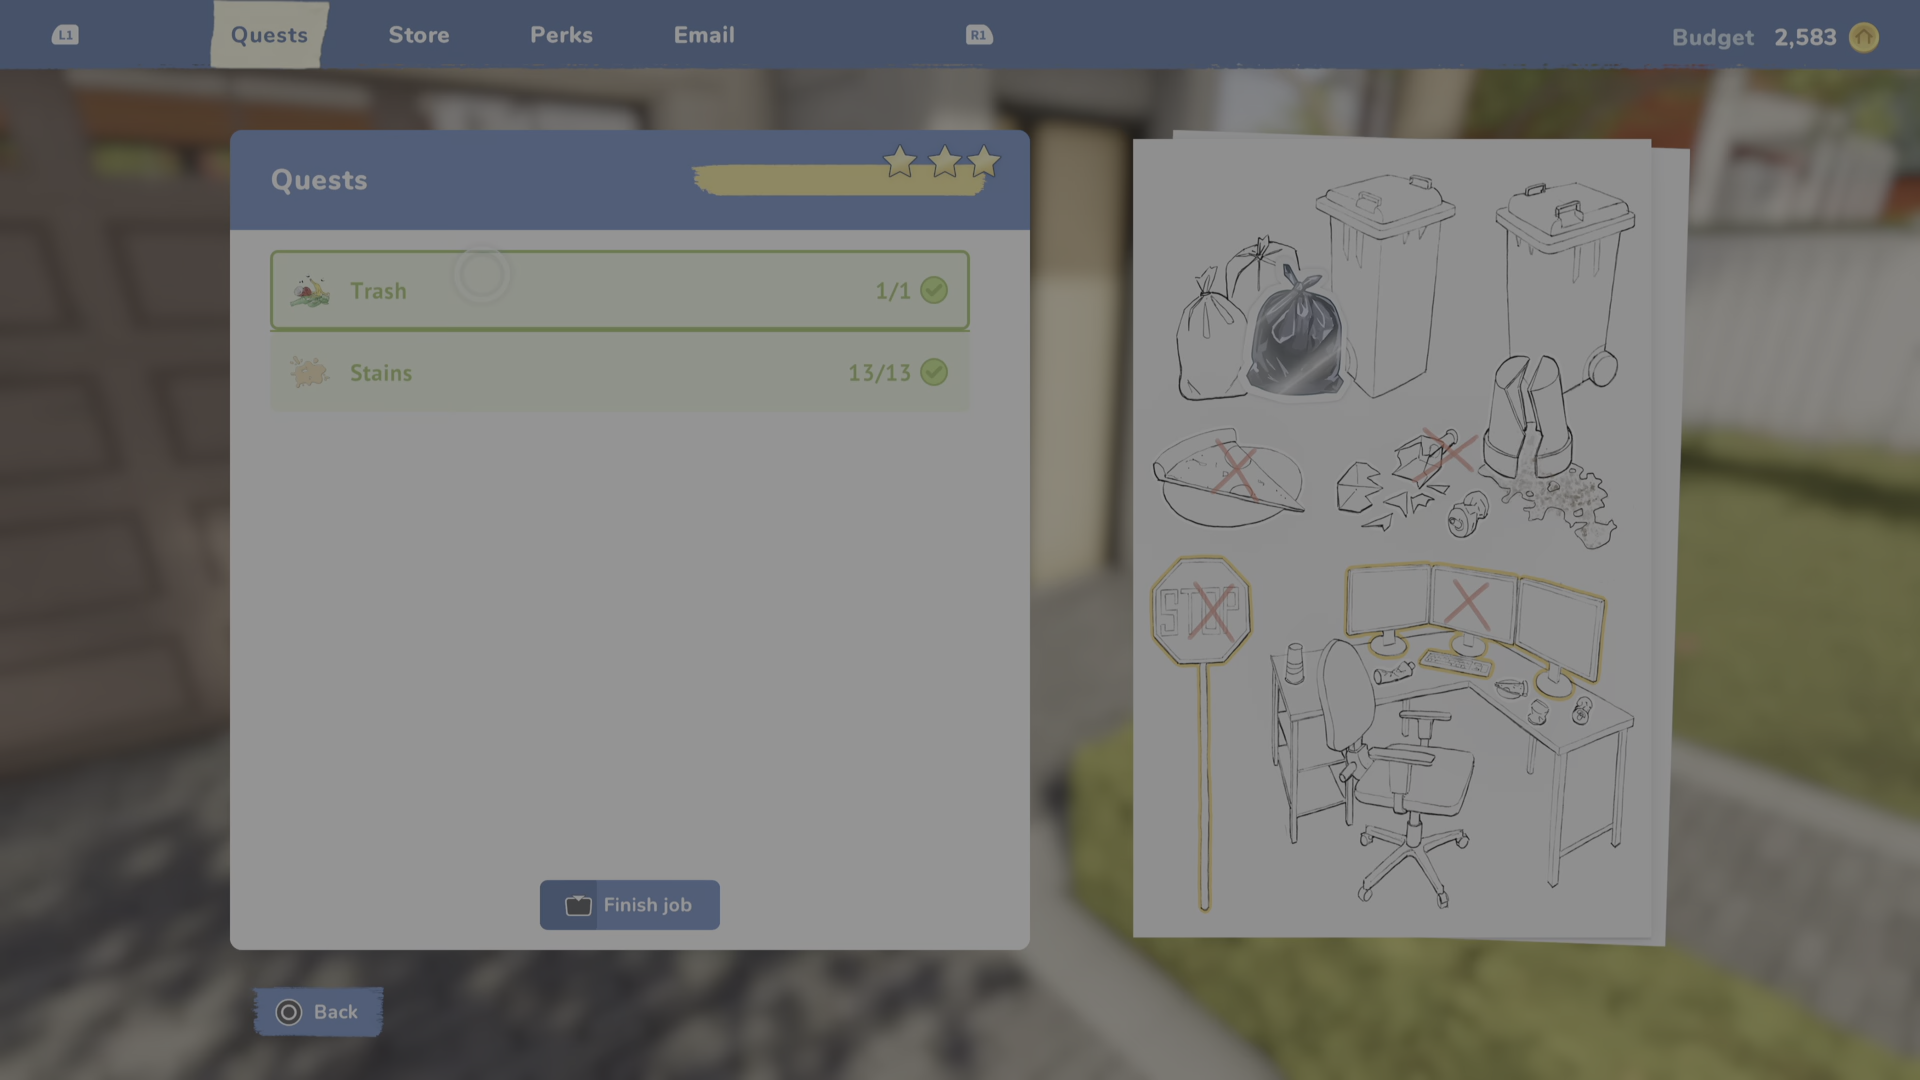 L1 Quests Store Perks Email R1 Budget 2,583
Quests
Trash 1/1
Stains 13/13
STOP
Finish job
Back